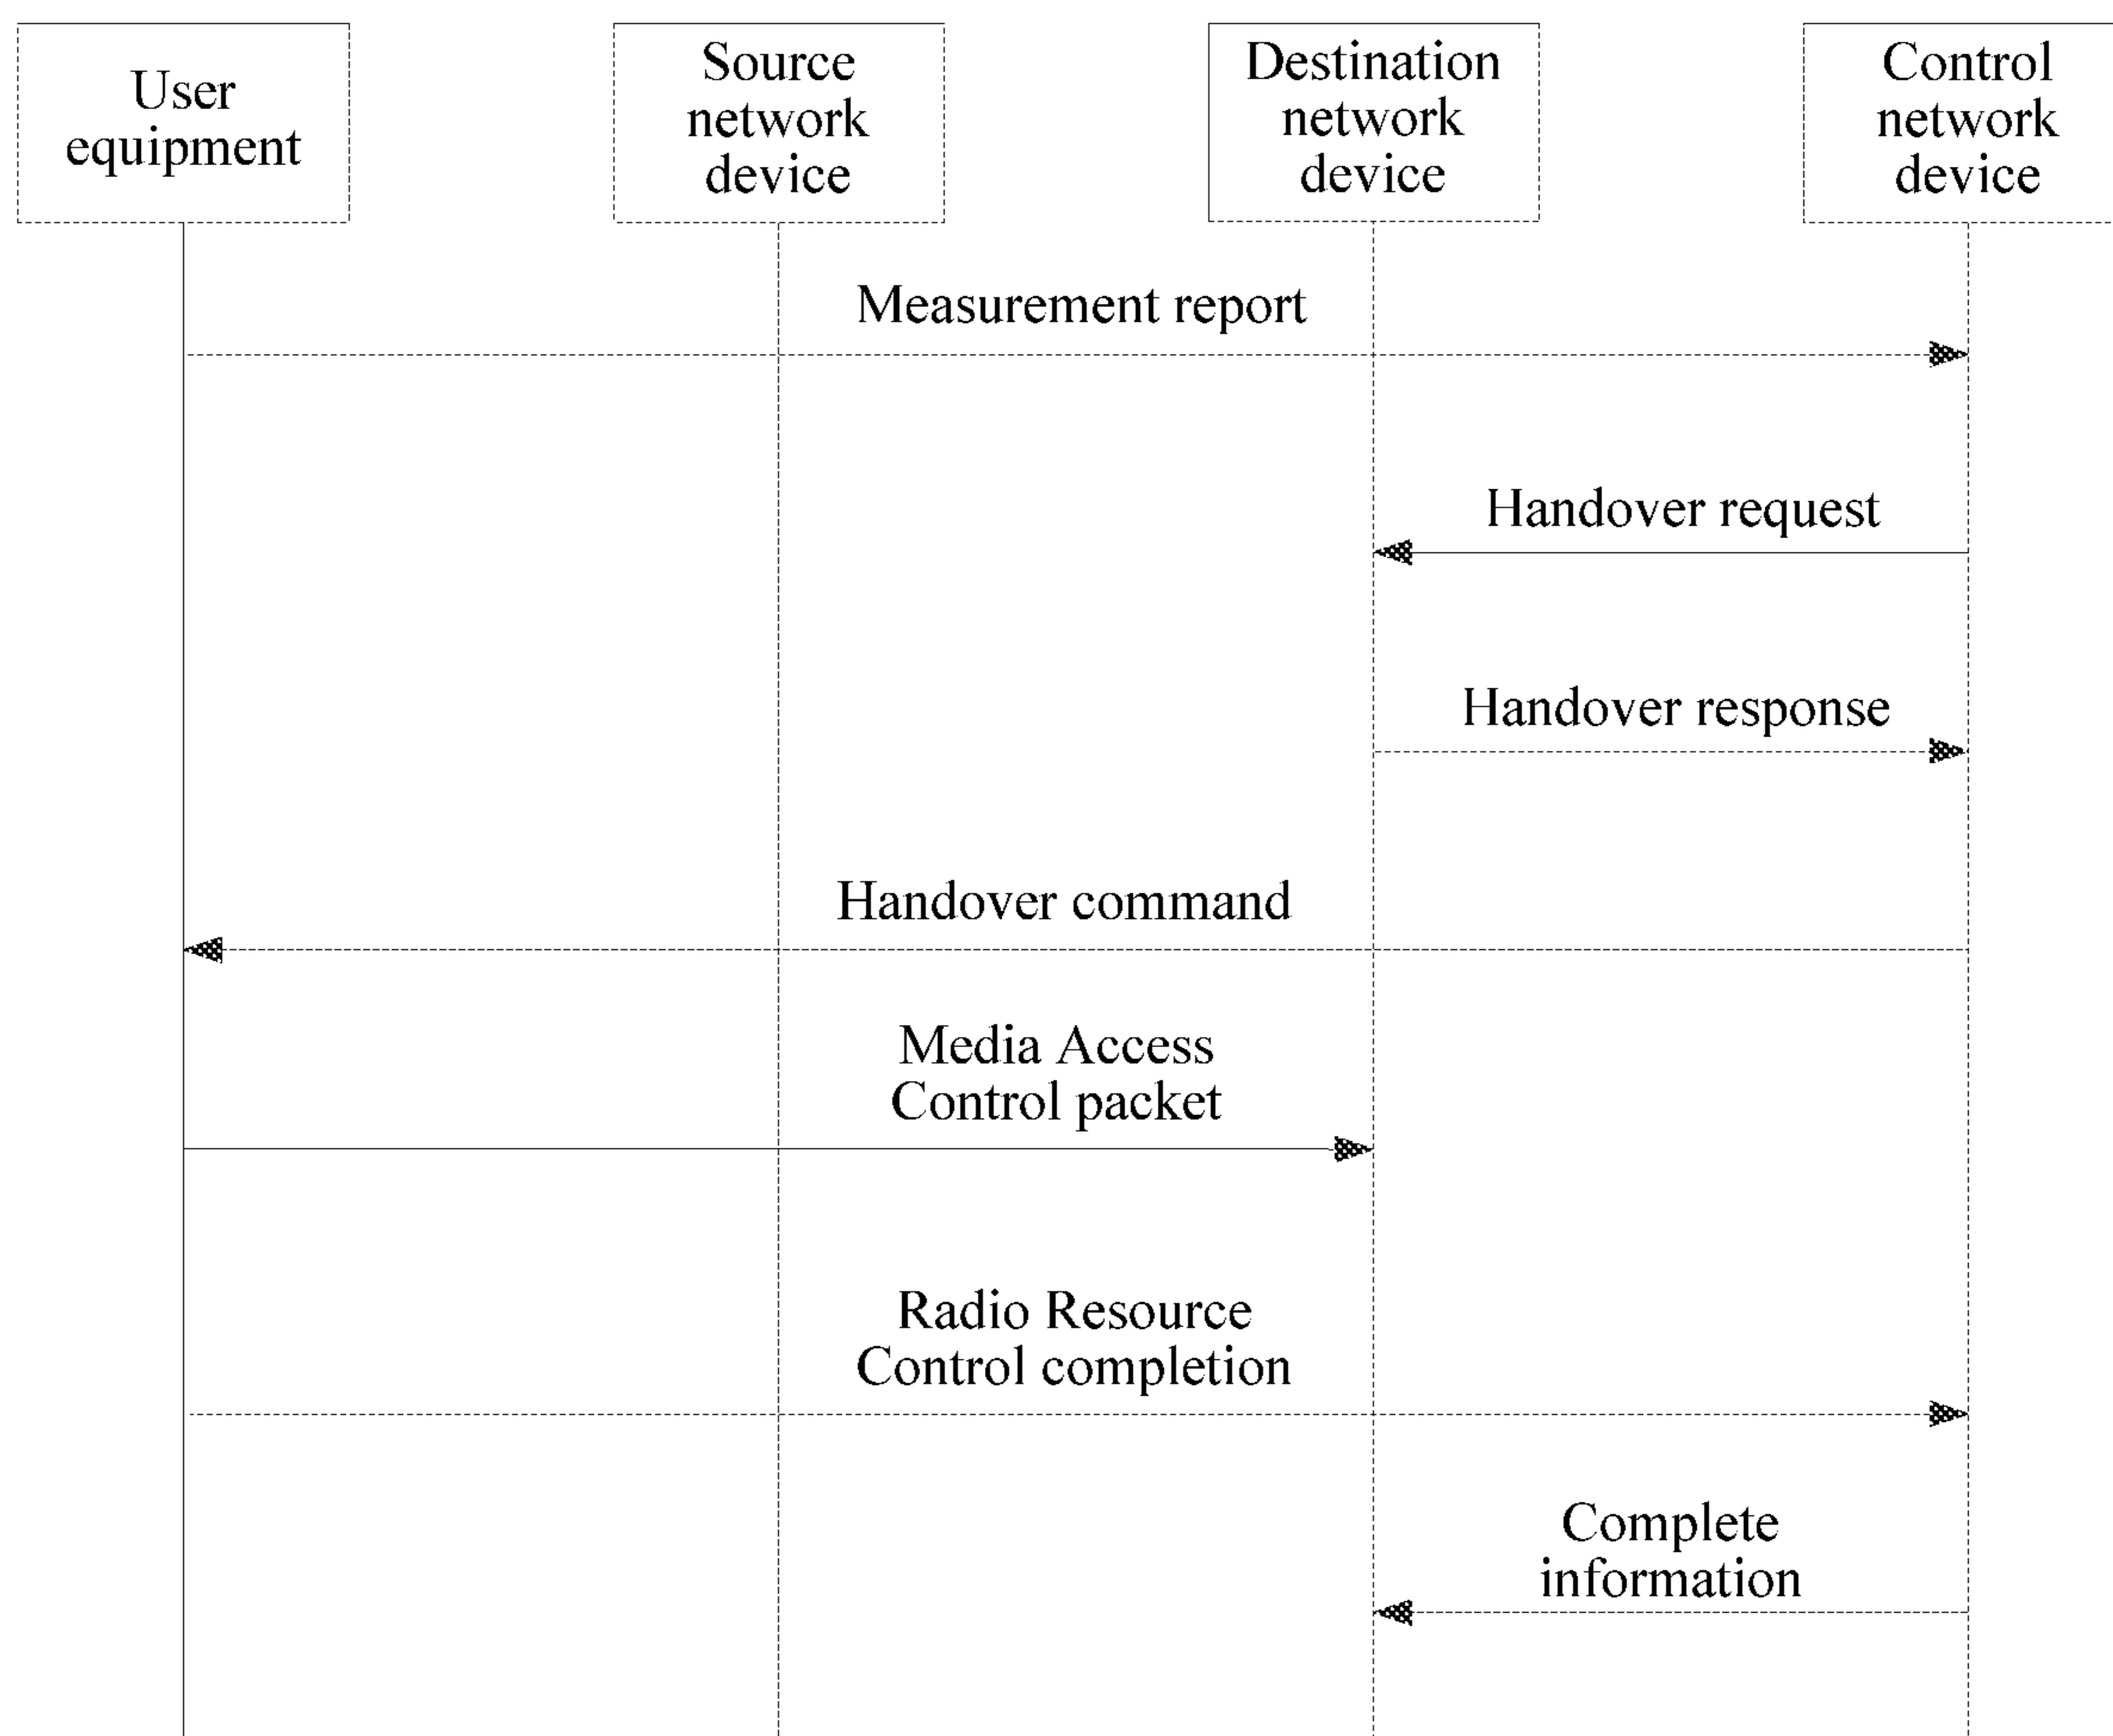 User
equipment
Source
network
device
Destination
network
device
Control
network
device
Measurement report
Handover request
Handover response
Handover command
Media Access
Control packet
Radio Resource
Control completion
Complete
information